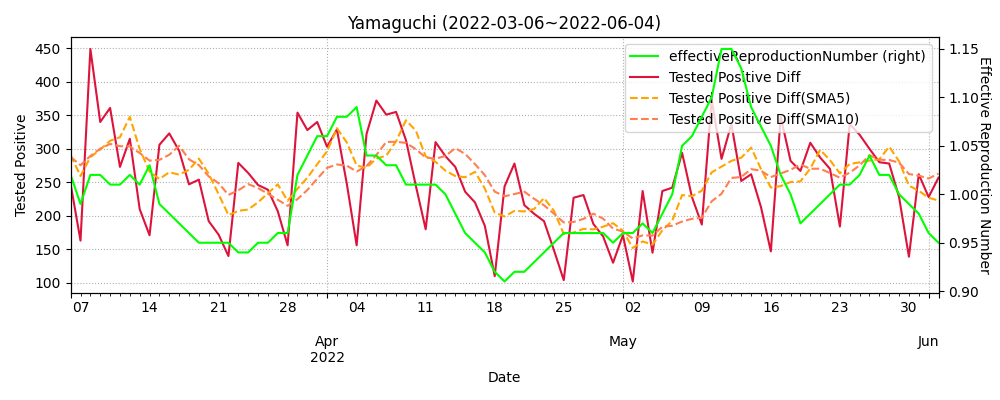 Yamaguchi (2022-03-06~2022-06-04)
effectiveReproductionNumber (right)
Tested Positive Diff
Tested Positive Diff(SMA5)
Tested Positive Diff(SMA10)
Tested Positive
450
400
350
300
250
200
150
100
1.15
1.10
1.05
1.00
0.95
0.90
Effective Reproduction Number
07 14 21 28 04 11 18 25 02 09 16 23 30
Apr May Jun
2022
Date